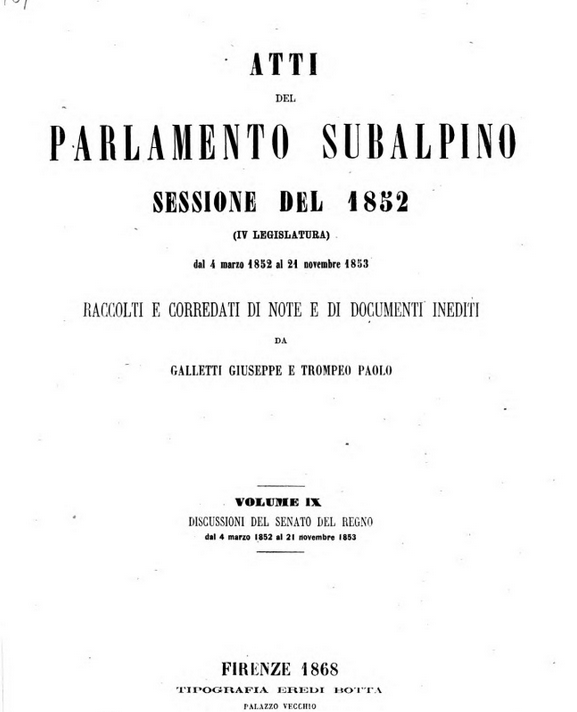 ATTI
DEL
PARLAMENTO SUBALPINO
SESSIONE DEL 1852
(IV LEGISLATURA)
dal 4 marzo 1852 al 21 novembre 1853
RACCOLTI E CORREDATI DI NOTE E DI DOCUMENTI INEDITI
DA
GALLETTI GIUSEPPE E TROMPEO PAOLO
VOLUME IX
DISCUSSIONI DEL SENATO DEL REGNO
dal 4 marzo 1852 al 21 novembre 1853
FIRENZE 1868
TIPOGRAFIA EREDI BOTTA
PALAZZO VECCHIO